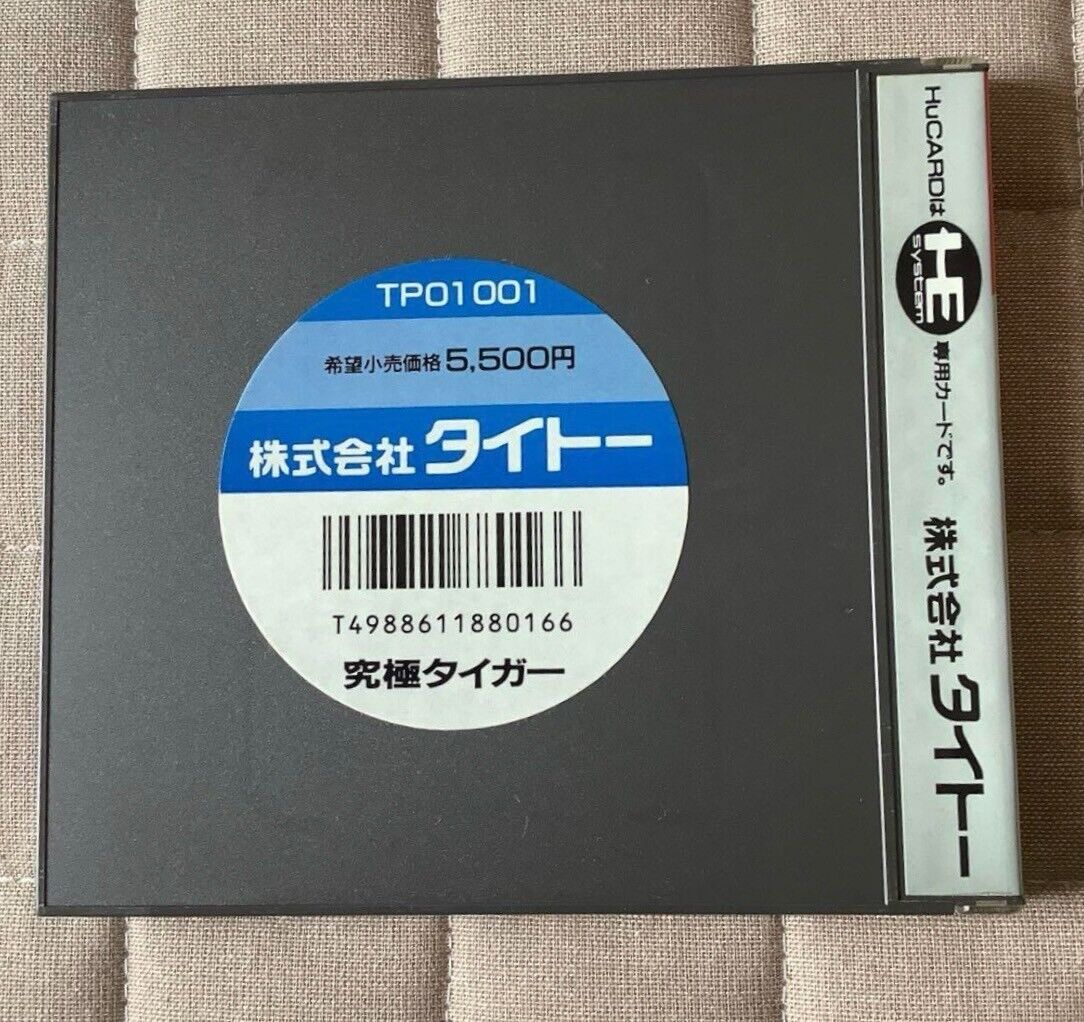 TP01001
希望小売価格5,500円
株式会社タイトー
T4988611880166
究極タイガー
HuCARDは HE SYSTEM 専用カードです。 株式会社タイトー